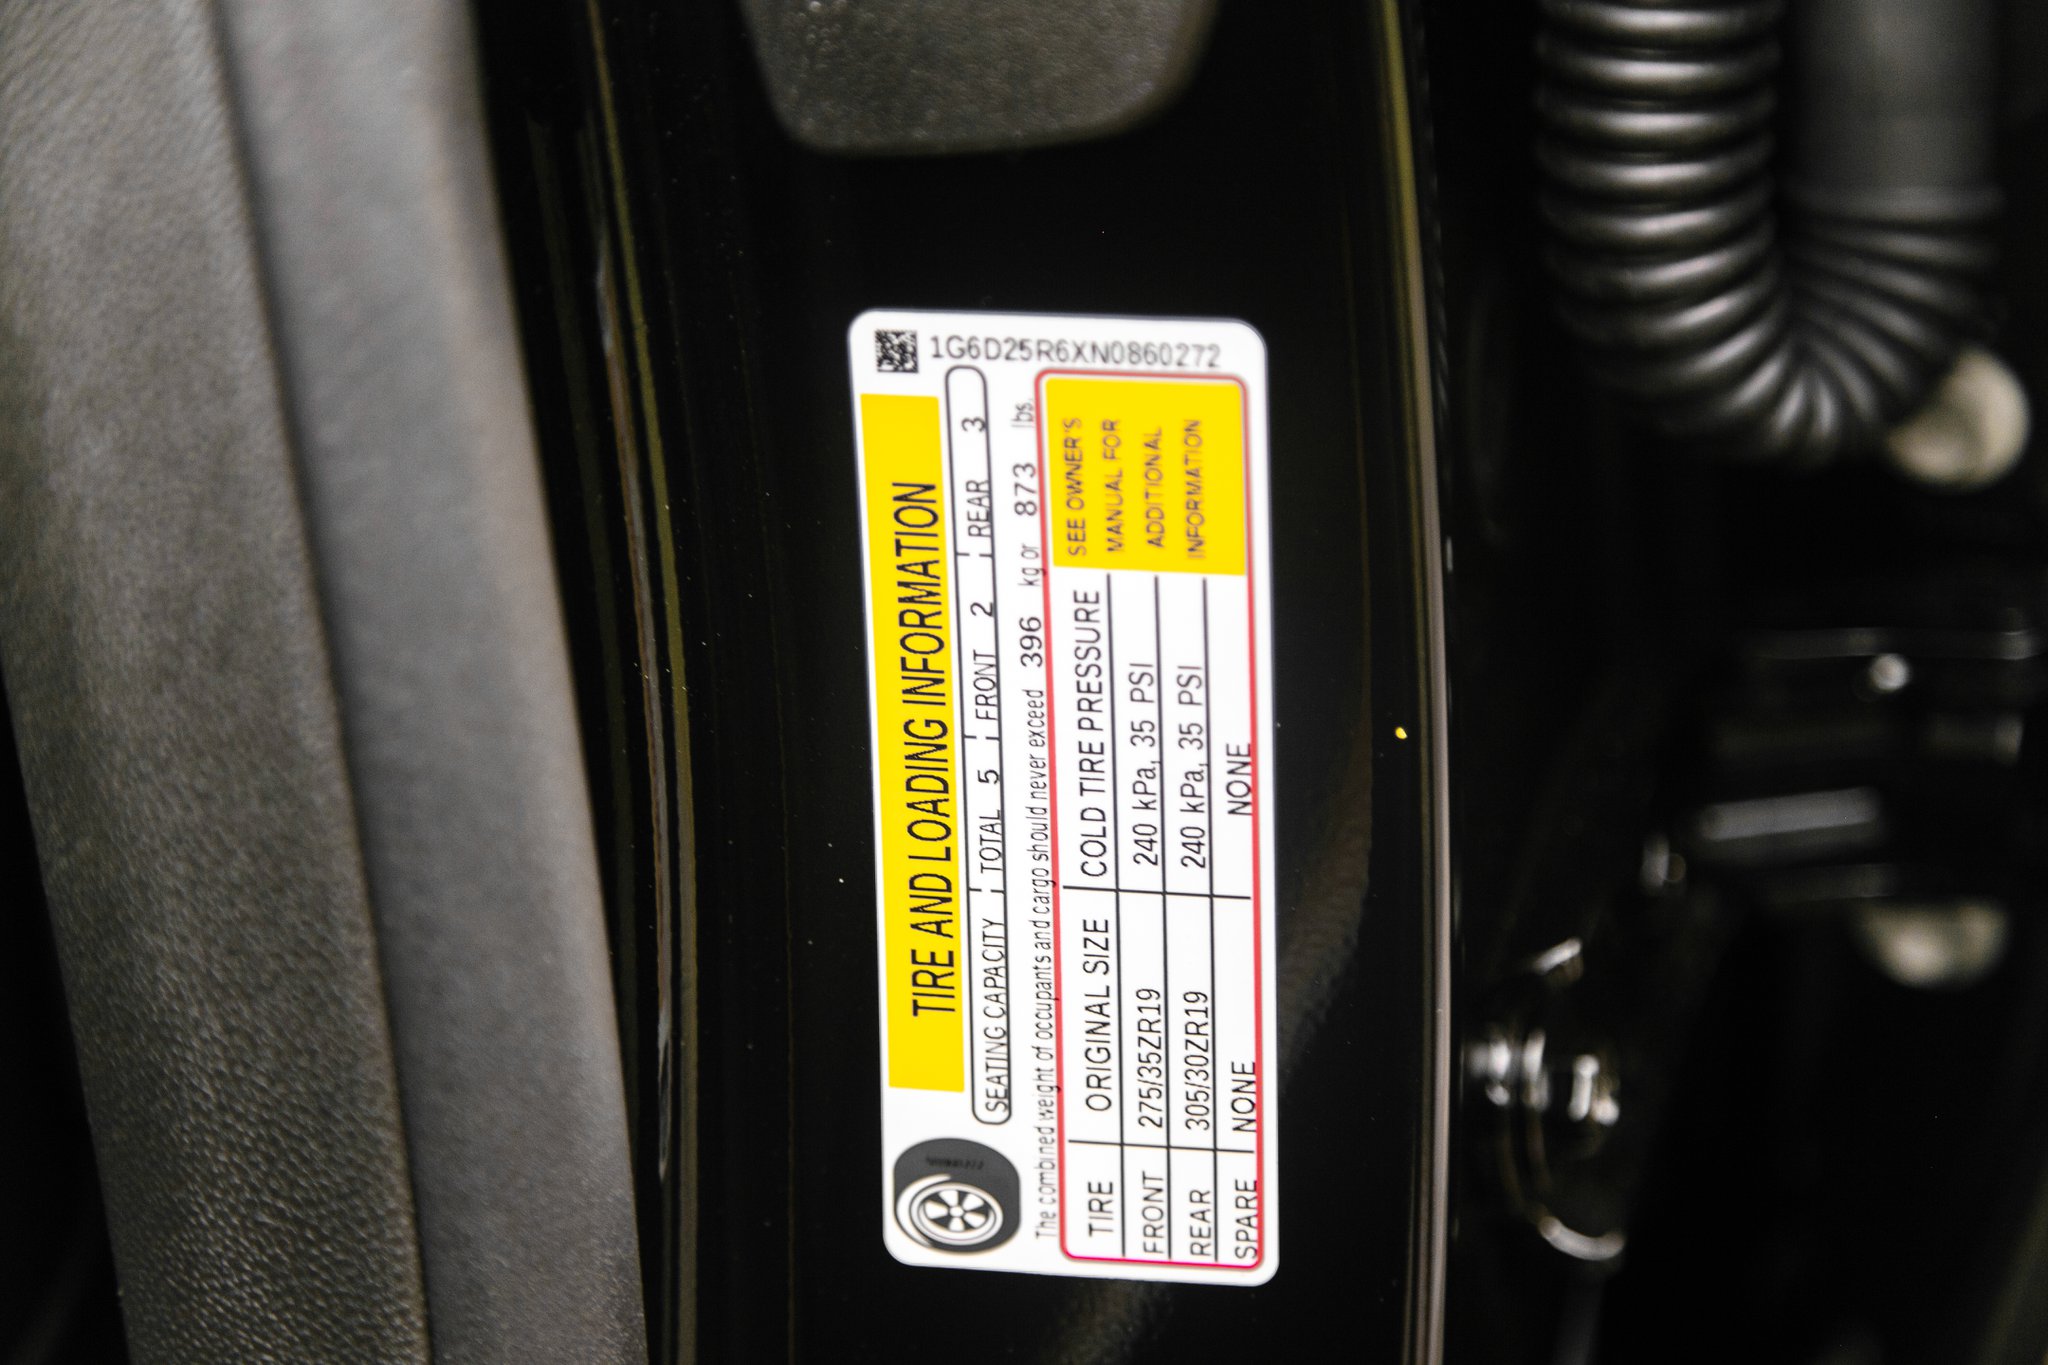 1G6D25R6XN0860272
TIRE AND LOADING INFORMATION
SEATING CAPACITY TOTAL 5 FRONT 2 REAR 3
The combined weight of occupants and cargo should never exceed 396 kg or 873 lbs.
TIRE ORIGINAL SIZE COLD TIRE PRESSURE
FRONT 275/35ZR19 240 kPa, 35 PSI
REAR 305/30ZR19 240 kPa, 35 PSI
SPARE NONE NONE
SEE OWNER'S
MANUAL FOR
ADDITIONAL
INFORMATION